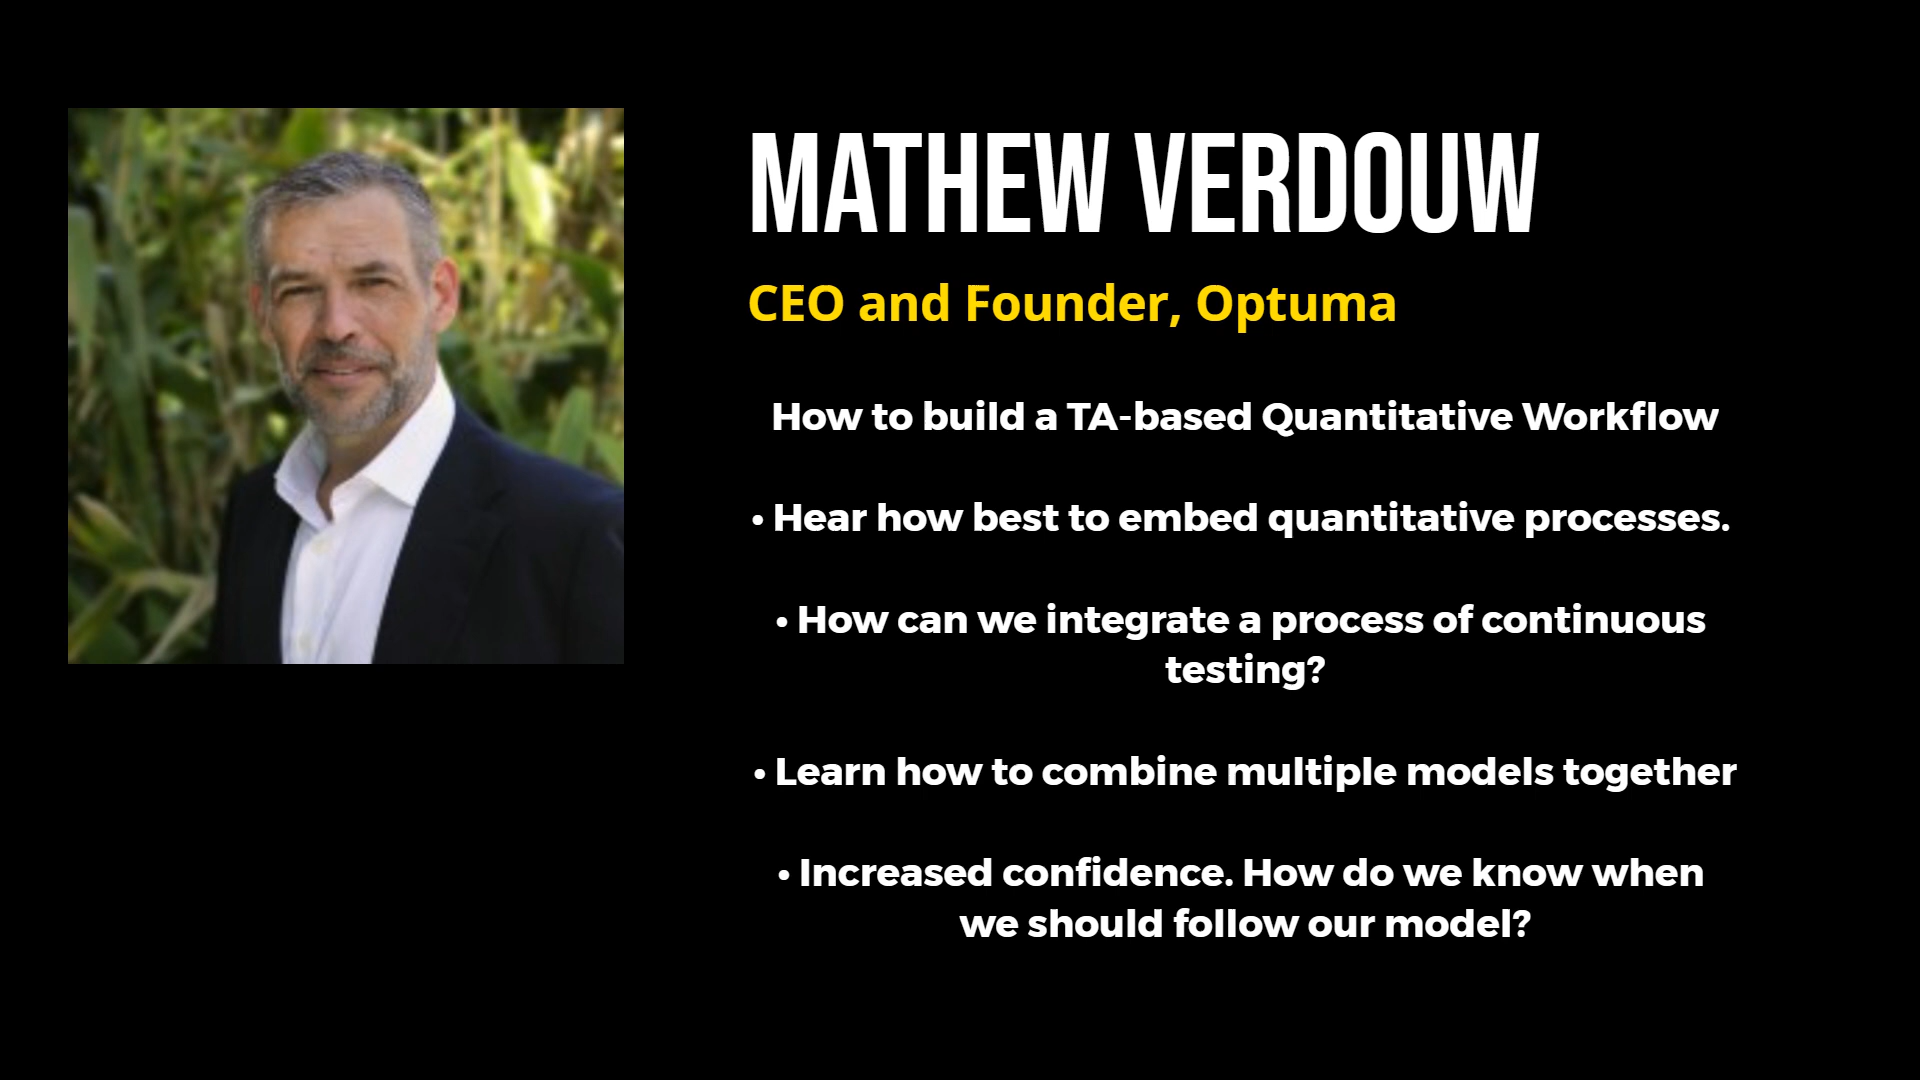 MATHEW VERDOUW
CEO and Founder, Optuma
How to build a TA-based Quantitative Workflow
• Hear how best to embed quantitative processes.
• How can we integrate a process of continuous
testing?
• Learn how to combine multiple models together
• Increased confidence. How do we know when
we should follow our model?